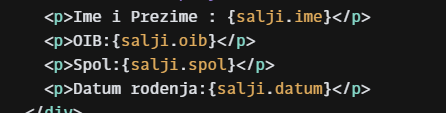 <p>Ime i Prezime : {salji.ime}</p>
<p>OIB:{salji.oib}</p>
<p>Spol:{salji.spol}</p>
<p>Datum rodenja:{salji.datum}</p>
</div>